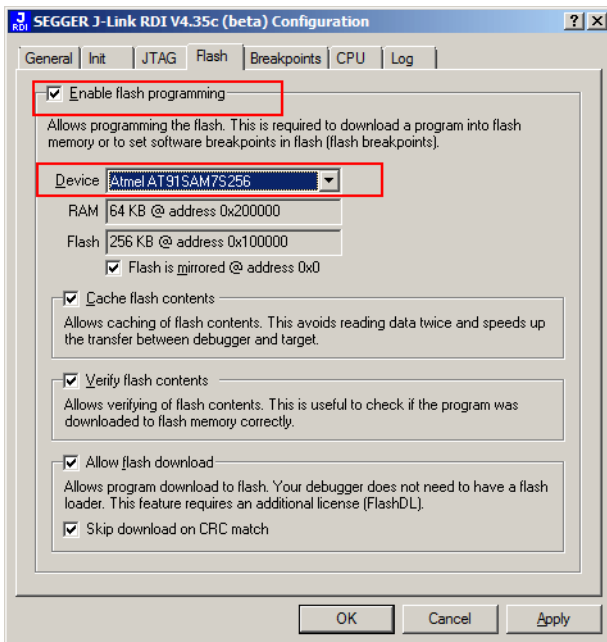 J RDI SEGGER J-Link RDI V4.35c (beta) Configuration ? X
General Init JTAG Flash Breakpoints CPU Log
Enable flash programming
Allows programming the flash. This is required to download a program into flash
memory or to set software breakpoints in flash (flash breakpoints).
Device Atmel AT91SAM7S256
RAM 64 KB @ address 0x200000
Flash 256 KB @ address 0x100000
Flash is mirrored @ address 0x0
Cache flash contents
Allows caching of flash contents. This avoids reading data twice and speeds up
the transfer between debugger and target.
Verify flash contents
Allows verifying of flash contents. This is useful to check if the program was
downloaded to flash memory correctly.
Allow flash download
Allows program download to flash. Your debugger does not need to have a flash
loader. This feature requires an additional license (FlashDL).
Skip download on CRC match
OK Cancel Apply